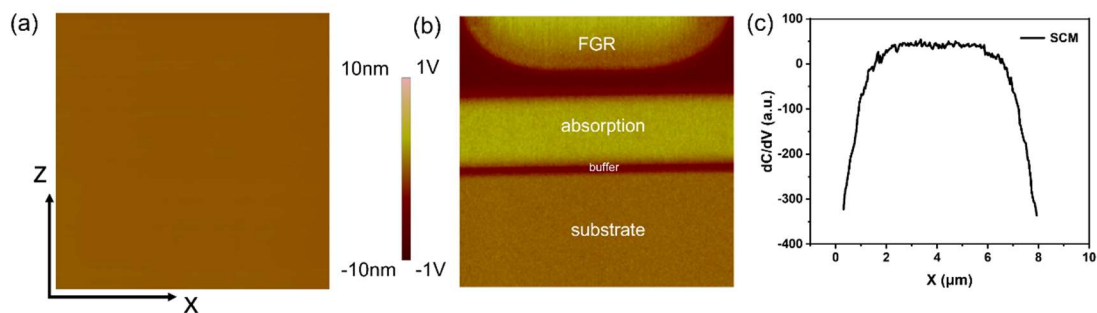 (a)
Z
X
10nm
-10nm
1V
-1V
(b)
FGR
absorption
buffer
substrate
(c)
dC/dV (a.u.)
100
0
-100
-200
-300
-400
0
2
4
6
8
10
X (μm)
SCM